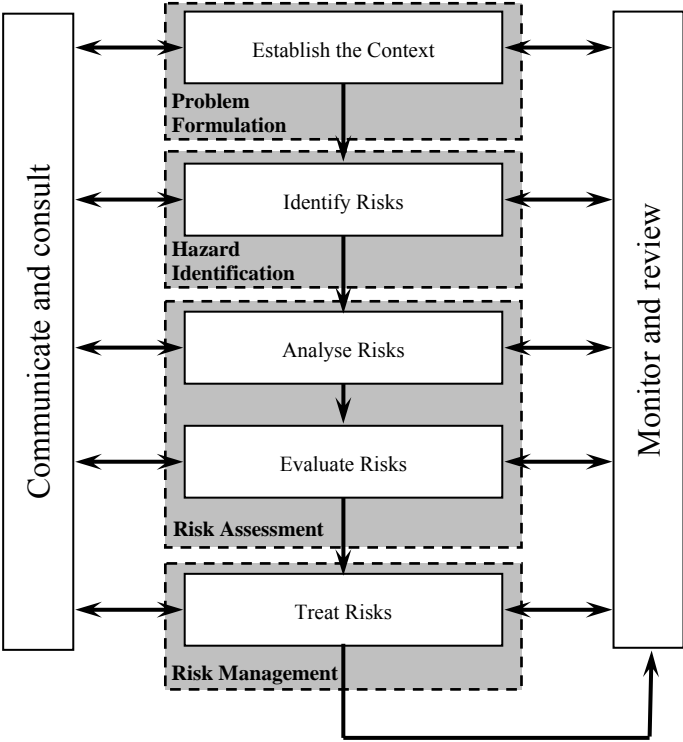 Communicate and consult
Establish the Context
Problem
Formulation
Identify Risks
Hazard
Identification
Analyse Risks
Evaluate Risks
Risk Assessment
Treat Risks
Risk Management
Monitor and review